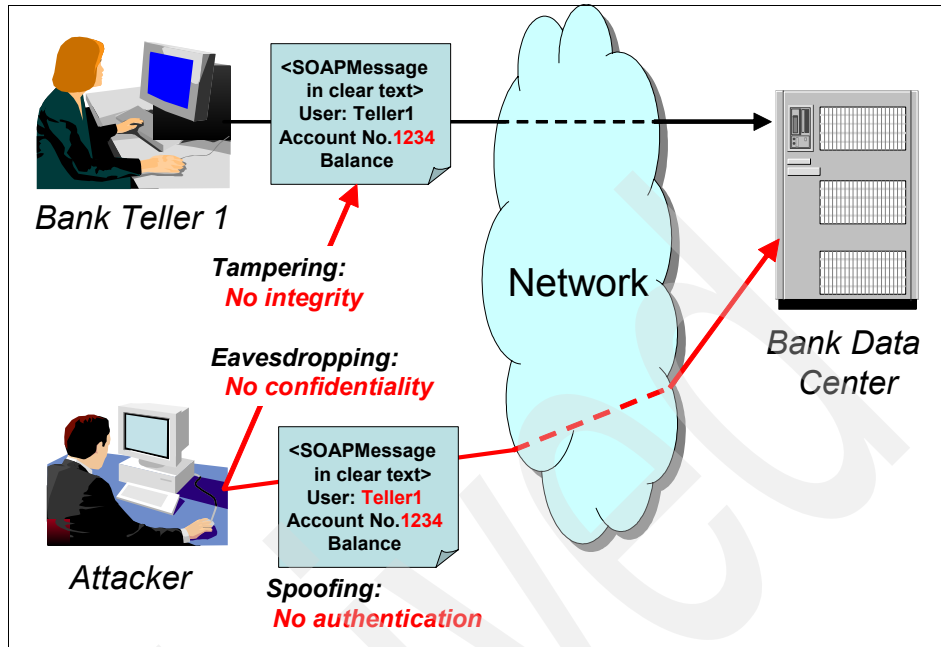 <SOAPMessage
in clear text>
User: Teller1
Account No.1234
Balance
Bank Teller 1
Tampering:
No integrity
Network
Bank Data
Center
Eavesdropping:
No confidentiality
<SOAPMessage
in clear text>
User: Teller1
Account No.1234
Balance
Attacker
Spoofing:
No authentication